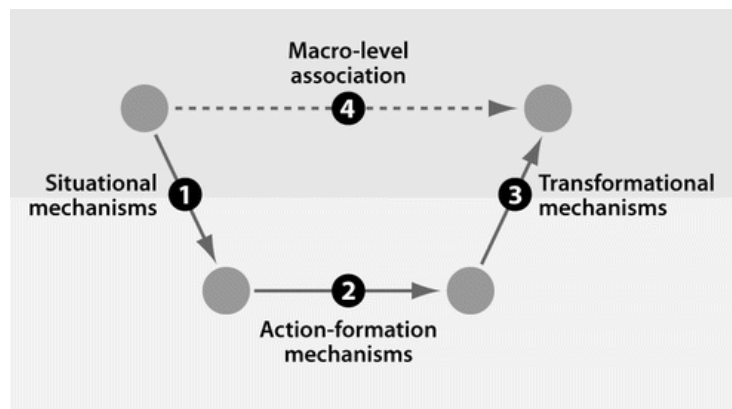 Macro-level
association
4
Situational
mechanisms
1
3
Transformational
mechanisms
2
Action-formation
mechanisms